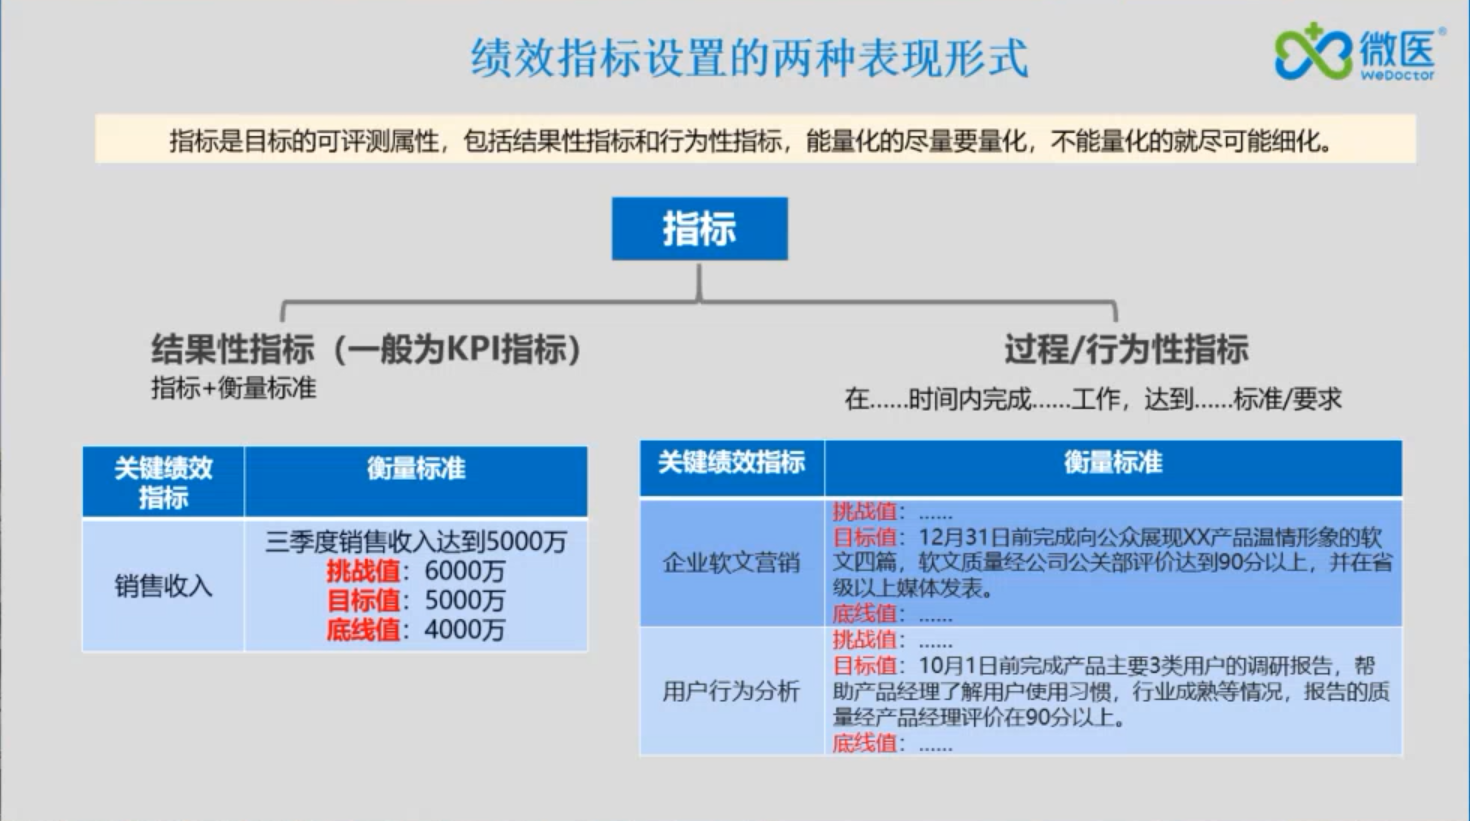 绩效指标设置的两种表现形式
微医®
WeDoctor
指标是目标的可评测属性，包括结果性指标和行为性指标，能量化的尽量要量化，不能量化的就尽可能细化。
指标
结果性指标（一般为KPI指标）
指标+衡量标准
过程/行为性指标
在......时间内完成......工作，达到......标准/要求
关键绩效
指标
衡量标准
销售收入
三季度销售收入达到5000万
挑战值：6000万
目标值：5000万
底线值：4000万
关键绩效指标
衡量标准
企业软文营销
挑战值：......
目标值：12月31日前完成向公众展现XX产品温情形象的软
文四篇，软文质量经公司公关部评价达到90分以上，并在省
级以上媒体发表。
底线值：......
用户行为分析
挑战值：......
目标值：10月1日前完成产品主要3类用户的调研报告，帮
助产品经理了解用户使用习惯，行业成熟等情况，报告的质
量经产品经理评价在90分以上。
底线值：......